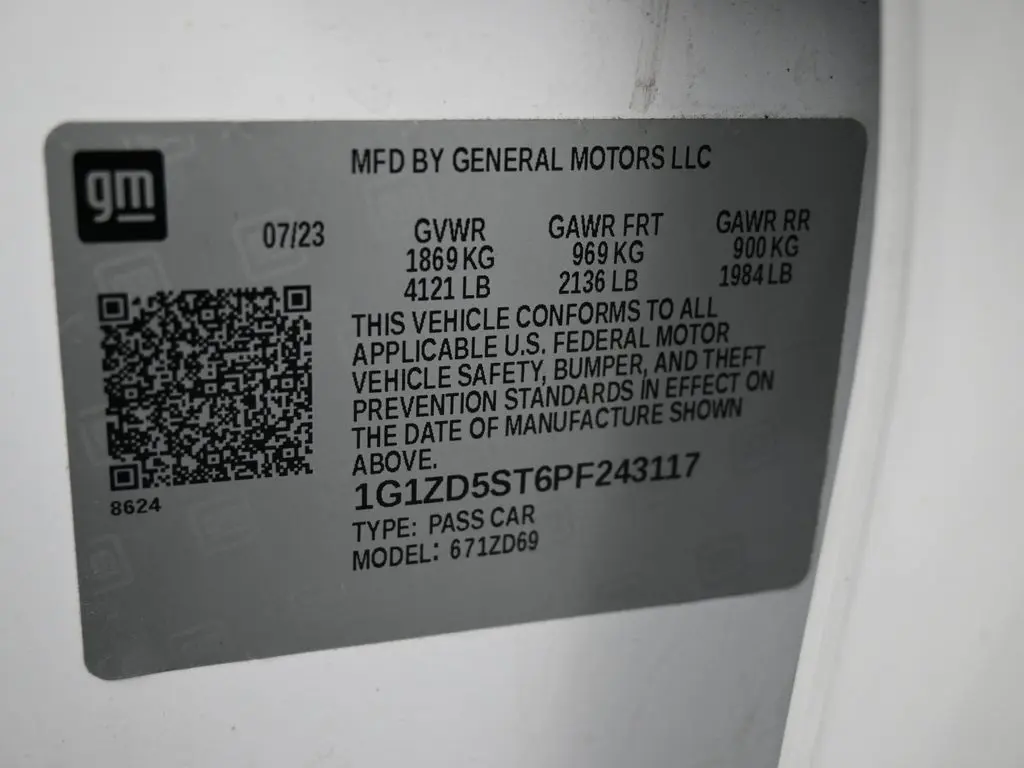 gm
MFD BY GENERAL MOTORS LLC
07/23
GVWR GAWR FRT GAWR RR
1869 KG 969 KG 900 KG
4121 LB 2136 LB 1984 LB
THIS VEHICLE CONFORMS TO ALL
APPLICABLE U.S. FEDERAL MOTOR
VEHICLE SAFETY, BUMPER, AND THEFT
PREVENTION STANDARDS IN EFFECT ON
THE DATE OF MANUFACTURE SHOWN
ABOVE.
1G1ZD5ST6PF243117
8624
TYPE: PASS CAR
MODEL: 671ZD69